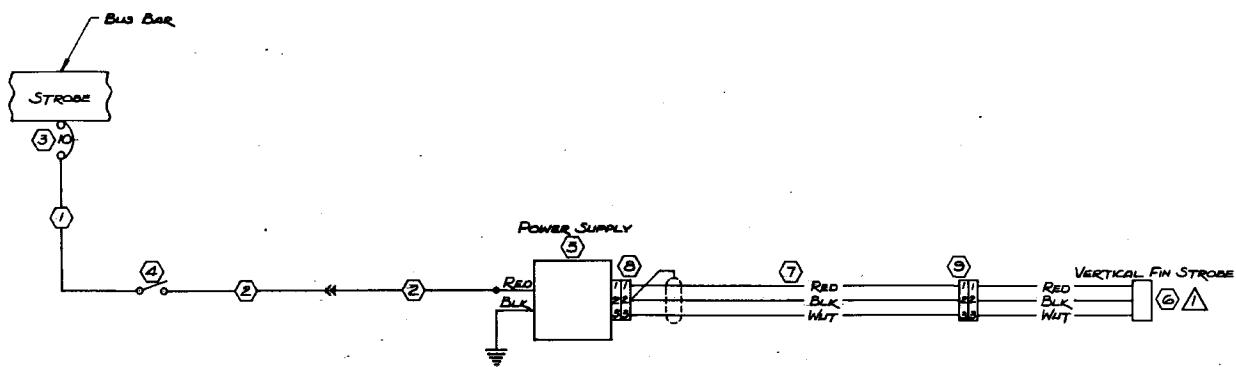 BUS BAR
STROBE
3
10
1
POWER SUPPLY
5
4
2
2
RED
BLK
8
1 1
2 2
3 3
7
RED
BLK
WHT
9
1 1
2 2
3 3
RED
BLK
WHT
VERTICAL FIN STROBE
6
1